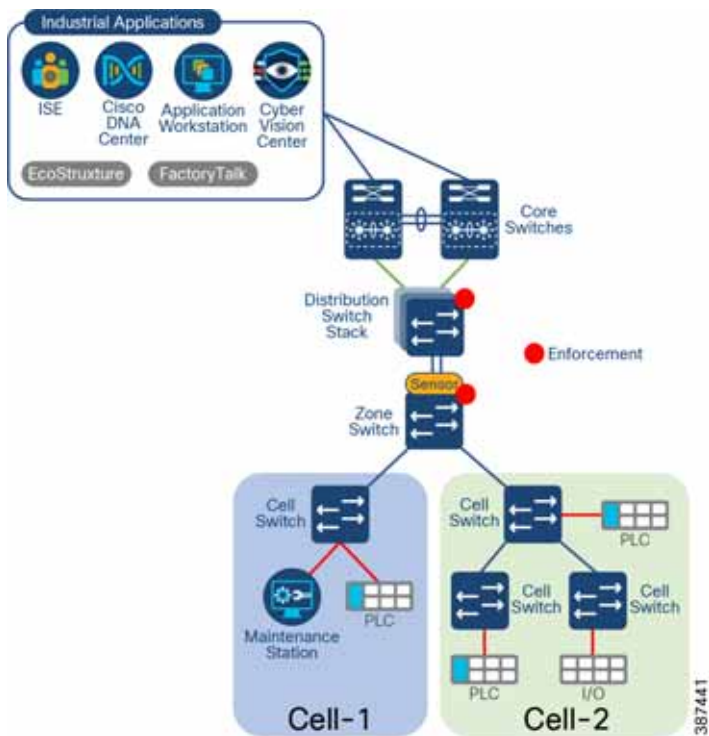 Industrial Applications
ISE
Cisco
DNA
Center
Application
Workstation
Cyber
Vision
Center
EcoStruxture
FactoryTalk
Core
Switches
Distribution
Switch
Stack
Enforcement
Sensor
Zone
Switch
Cell
Switch
Cell
Switch
PLC
Maintenance
Station
PLC
Cell
Switch
Cell
Switch
PLC
I/O
Cell-1
Cell-2
387441